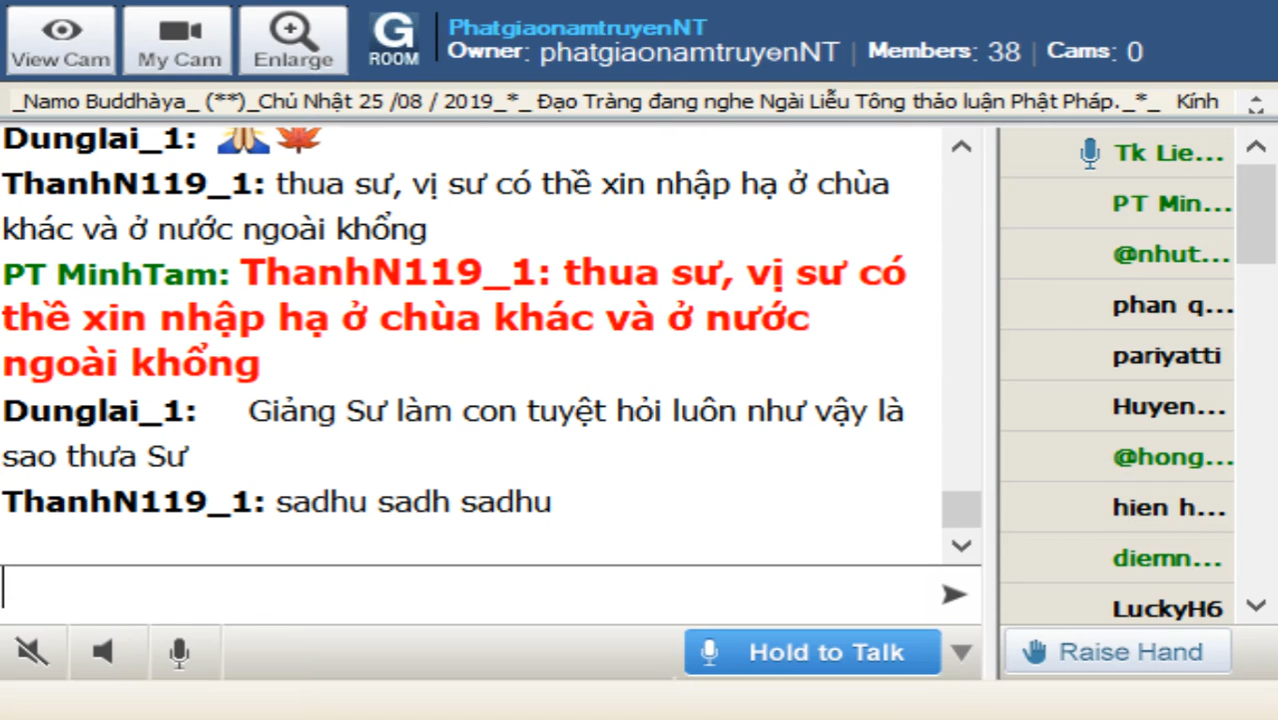 View Cam
My Cam
Enlarge
G
ROOM
PhatgiaonamtruyenNT
Owner: phatgiaonamtruyenNT | Members: 38 | Cams: 0
_Namo Buddhàya_ (**)_Chủ Nhật 25 /08 / 2019_*_ Đạo Tràng đang nghe Ngài Liễu Tông thảo luận Phật Pháp._*_ Kính
Dunglai_1:
ThanhN119_1: thua sư, vị sư có thề xin nhập hạ ở chùa
khác và ở nước ngoài khổng
PT MinhTam: ThanhN119_1: thua sư, vị sư có
thề xin nhập hạ ở chùa khác và ở nước
ngoài khổng
Dunglai_1: Giảng Sư làm con tuyệt hỏi luôn như vậy là
sao thưa Sư
ThanhN119_1: sadhu sadh sadhu
Tk Lie...
PT Min...
@nhut...
phan q...
pariyatti
Huyen...
@hong...
hien h...
diemn...
LuckyH6
Hold to Talk
Raise Hand